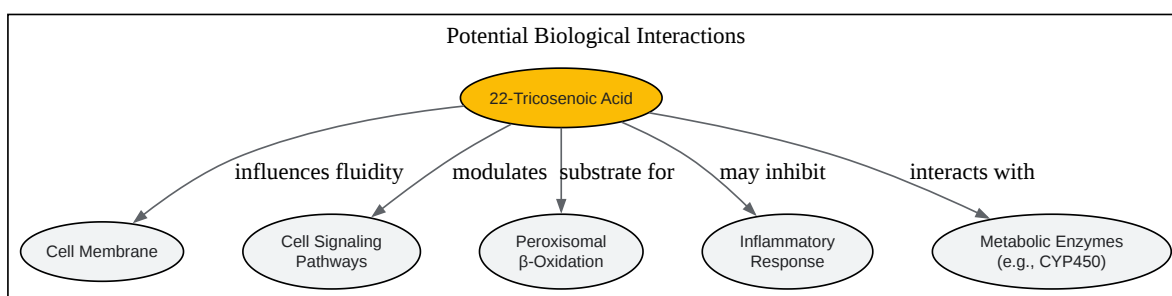 Potential Biological Interactions
22-Tricosenoic Acid
influences fluidity
modulates
substrate for
may inhibit
interacts with
Cell Membrane
Cell Signaling
Pathways
Peroxisomal
β-Oxidation
Inflammatory
Response
Metabolic Enzymes
(e.g., CYP450)